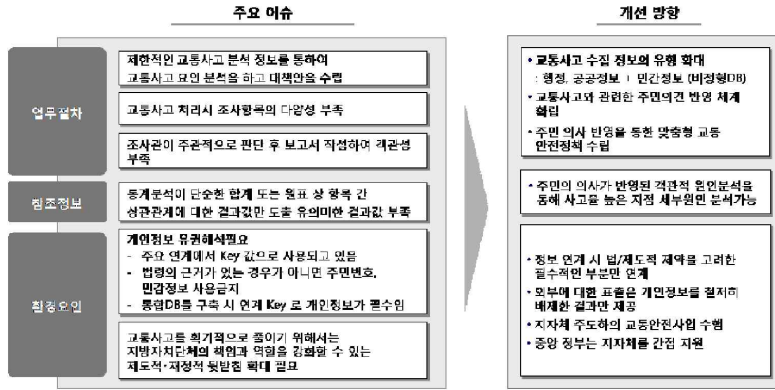 주요 이슈
개선 방향
업무절차
제한적인 교통사고 분석 정보를 통하여
교통사고 요인 분석을 하고 대책안을 수립
교통사고 처리시 조사항목의 다양성 부족
조사관이 주관적으로 판단 후 보고서 작성하여 객관성
부족
• 교통사고 수집 정보의 유형 확대
: 행정, 공공정보 + 민간정보 (비정형DB)
• 교통사고와 관련한 주민의견 반영 체계
확립
• 주민 의사 반영을 통한 맞춤형 교통
안전정책 수립
참조정보
통계분석이 단순한 합계 또는 원표 상 항목 간
상관관계에 대한 결과값만 도출 유의미한 결과값 부족
• 주민의 의사가 반영된 객관적 원인분석을
통해 사고율 높은 지점 세부원인 분석가능
환경요인
개인정보 유권해석필요
- 주요 연계에서 Key 값으로 사용되고 있음
- 법령의 근거가 있는 경우가 아니면 주민번호,
민감정보 사용금지
- 통합DB를 구축 시 연계 Key 로 개인정보가 필수임
교통사고를 획기적으로 줄이기 위해서는
지방자치단체의 책임과 역할을 강화할 수 있는
제도적·재정적 뒷받침 확대 필요
• 정보 연계 시 법/제도적 제약을 고려한
필수적인 부분만 연계
• 외부에 대한 표출은 개인정보를 철저히
배제한 결과만 제공
• 지자체 주도하의 교통안전사업 수행
• 중앙 정부는 지자체를 간접 지원